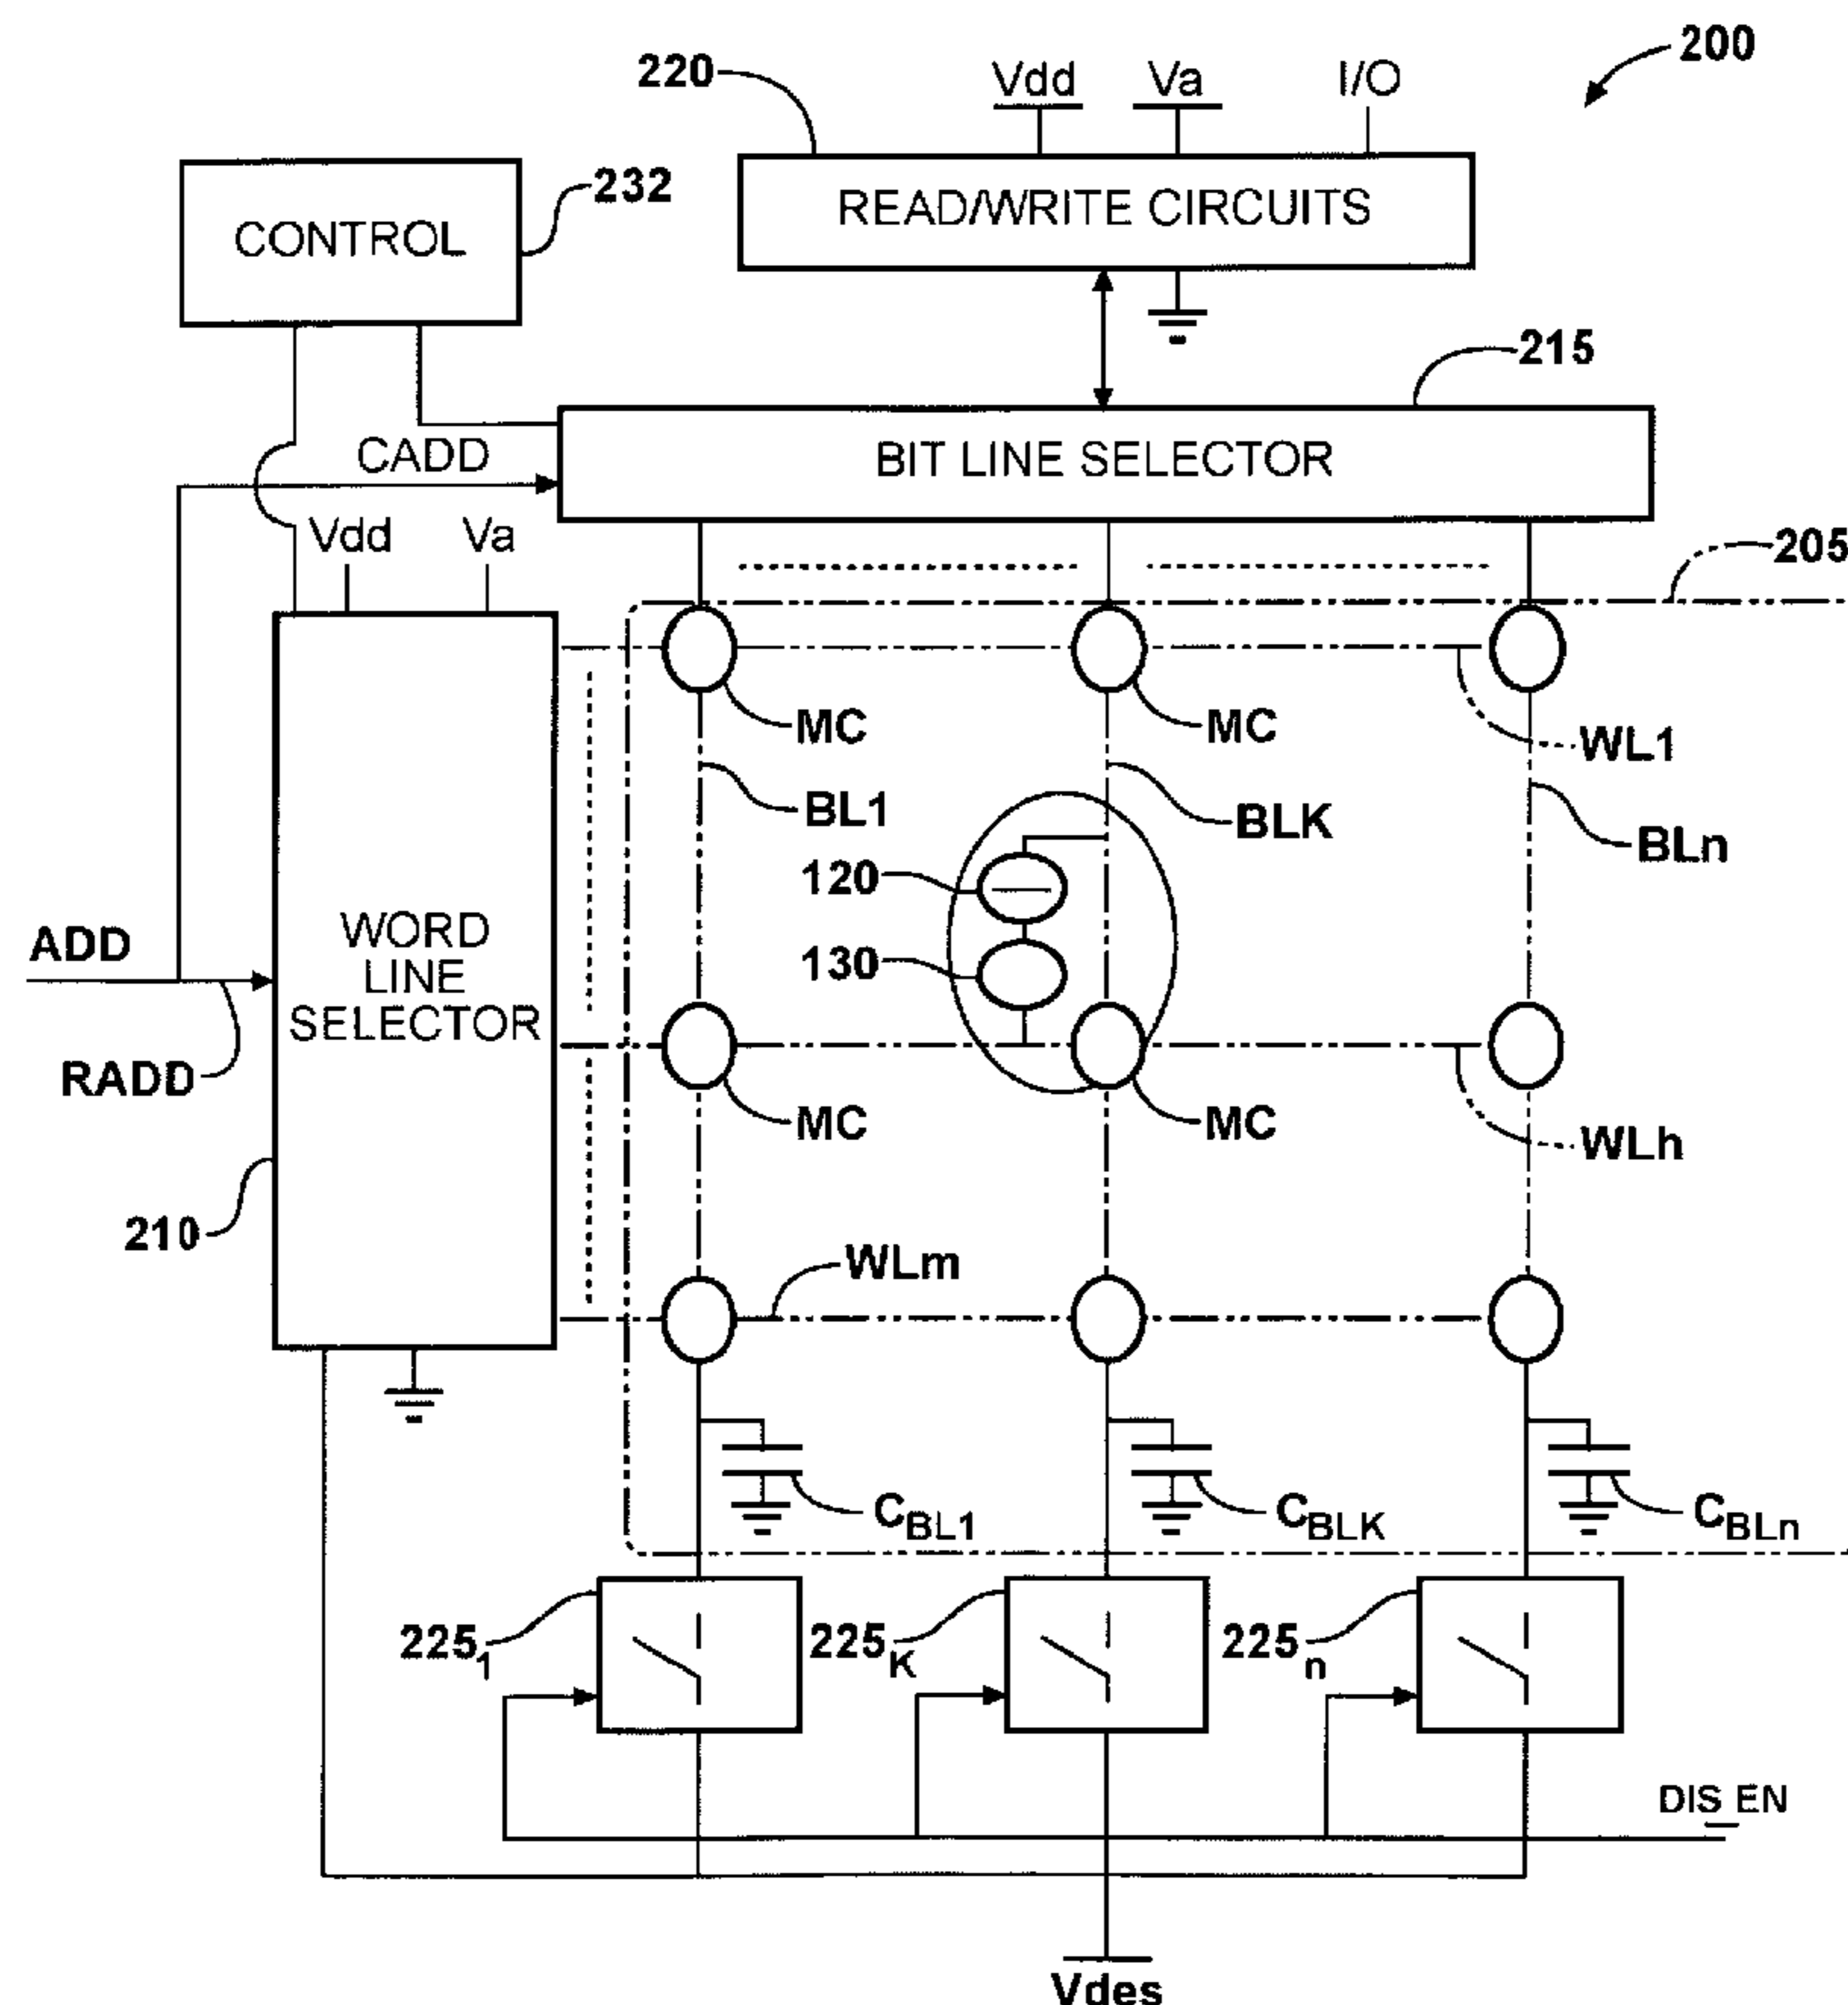 200
220
Vdd
Va
I/O
232
READ/WRITE CIRCUITS
CONTROL
215
CADD
BIT LINE SELECTOR
Vdd
Va
205
MC
MC
WL1
BL1
BLK
BLn
120
WORD
LINE
SELECTOR
ADD
130
RADD
MC
MC
WLh
210
WLm
CBL1
CBLK
CBLn
2251
225K
225n
DIS_EN
Vdes